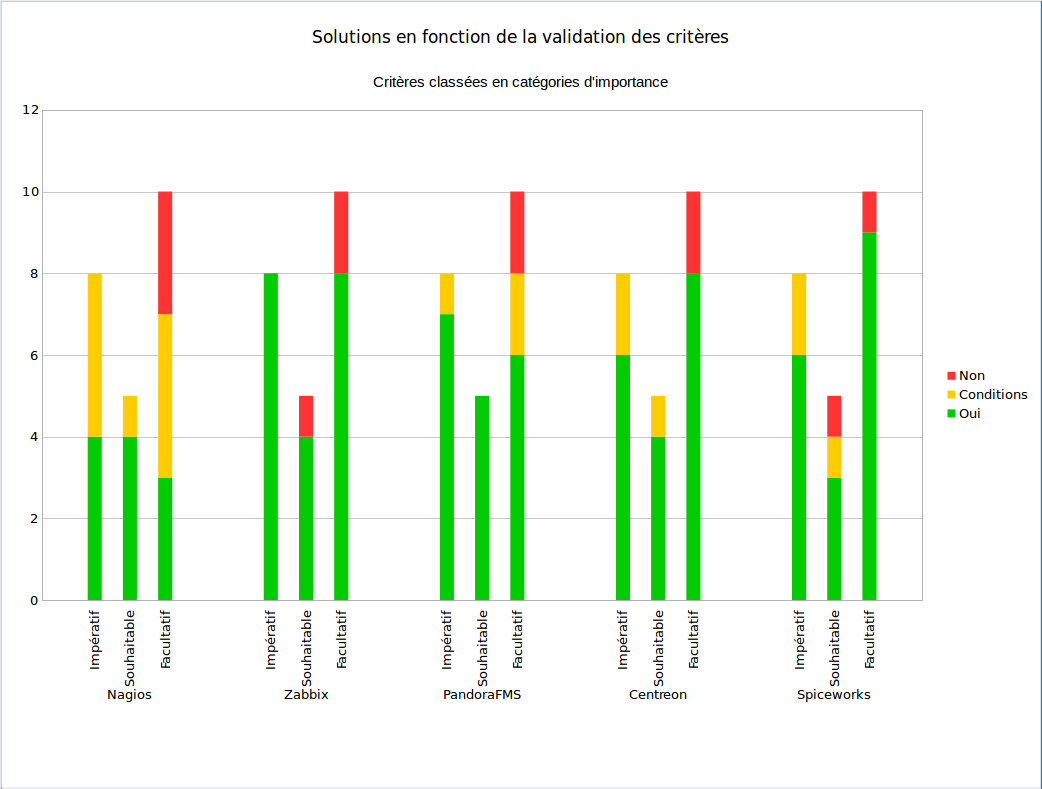 Solutions en fonction de la validation des critères
Critères classées en catégories d'importance
12
10
8
6
4
2
0
Non
Conditions
Oui
Impératif
Souhaitable
Facultatif
Impératif
Souhaitable
Facultatif
Impératif
Souhaitable
Facultatif
Impératif
Souhaitable
Facultatif
Impératif
Souhaitable
Facultatif
Nagios
Zabbix
PandoraFMS
Centreon
Spiceworks